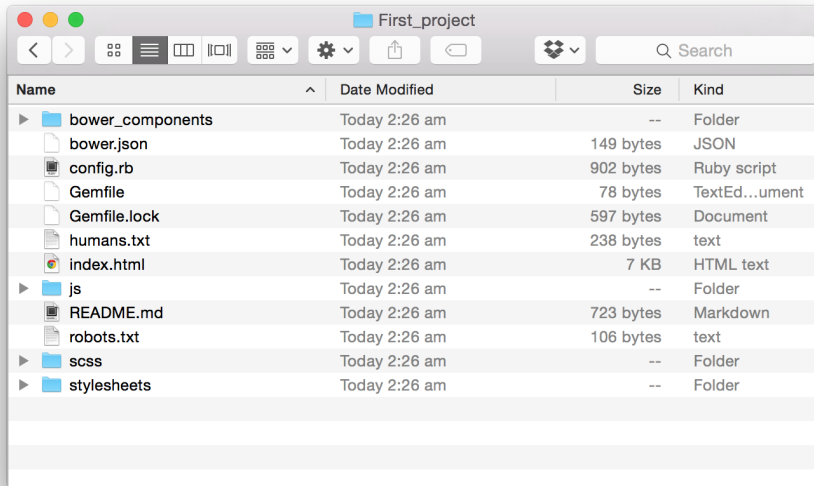 First_project
Search
Name Date Modified Size Kind
bower_components Today 2:26 am -- Folder
bower.json Today 2:26 am 149 bytes JSON
config.rb Today 2:26 am 902 bytes Ruby script
Gemfile Today 2:26 am 78 bytes TextEd...ument
Gemfile.lock Today 2:26 am 597 bytes Document
humans.txt Today 2:26 am 238 bytes text
index.html Today 2:26 am 7 KB HTML text
js Today 2:26 am -- Folder
README.md Today 2:26 am 723 bytes Markdown
robots.txt Today 2:26 am 106 bytes text
scss Today 2:26 am -- Folder
stylesheets Today 2:26 am -- Folder